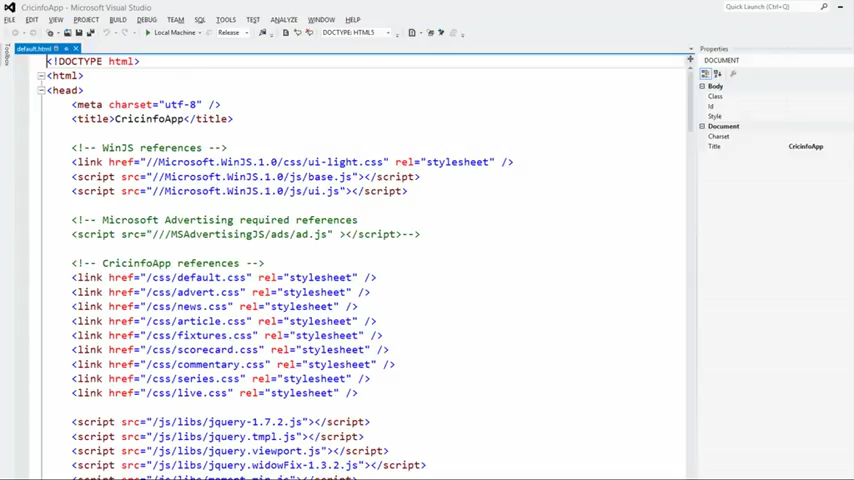 CricinfoApp - Microsoft Visual Studio
Quick Launch (Ctrl+Q)
FILE EDIT VIEW PROJECT BUILD DEBUG TEAM SQL TOOLS TEST ANALYZE WINDOW HELP
Local Machine Release DOCTYPE: HTML5
Toolbox
default.html
<!DOCTYPE html>
<html>
<head>
<meta charset="utf-8" />
<title>CricinfoApp</title>
<!-- WinJS references -->
<link href="//Microsoft.WinJS.1.0/css/ui-light.css" rel="stylesheet" />
<script src="//Microsoft.WinJS.1.0/js/base.js"></script>
<script src="//Microsoft.WinJS.1.0/js/ui.js"></script>
<!-- Microsoft Advertising required references
<script src="///MSAdvertisingJS/ads/ad.js" ></script>-->
<!-- CricinfoApp references -->
<link href="/css/default.css" rel="stylesheet" />
<link href="/css/advert.css" rel="stylesheet" />
<link href="/css/news.css" rel="stylesheet" />
<link href="/css/article.css" rel="stylesheet" />
<link href="/css/fixtures.css" rel="stylesheet" />
<link href="/css/scorecard.css" rel="stylesheet" />
<link href="/css/commentary.css" rel="stylesheet" />
<link href="/css/series.css" rel="stylesheet" />
<link href="/css/live.css" rel="stylesheet" />
<script src="/js/libs/jquery-1.7.2.js"></script>
<script src="/js/libs/jquery.tmpl.js"></script>
<script src="/js/libs/jquery.viewport.js"></script>
<script src="/js/libs/jquery.widowFix-1.3.2.js"></script>
Properties
DOCUMENT
Body
Class
Id
Style
Document
Charset
Title CricinfoApp